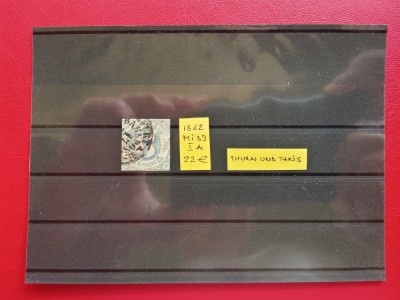 1862
Mi 33
I A
22 €
THURN UND TAXIS